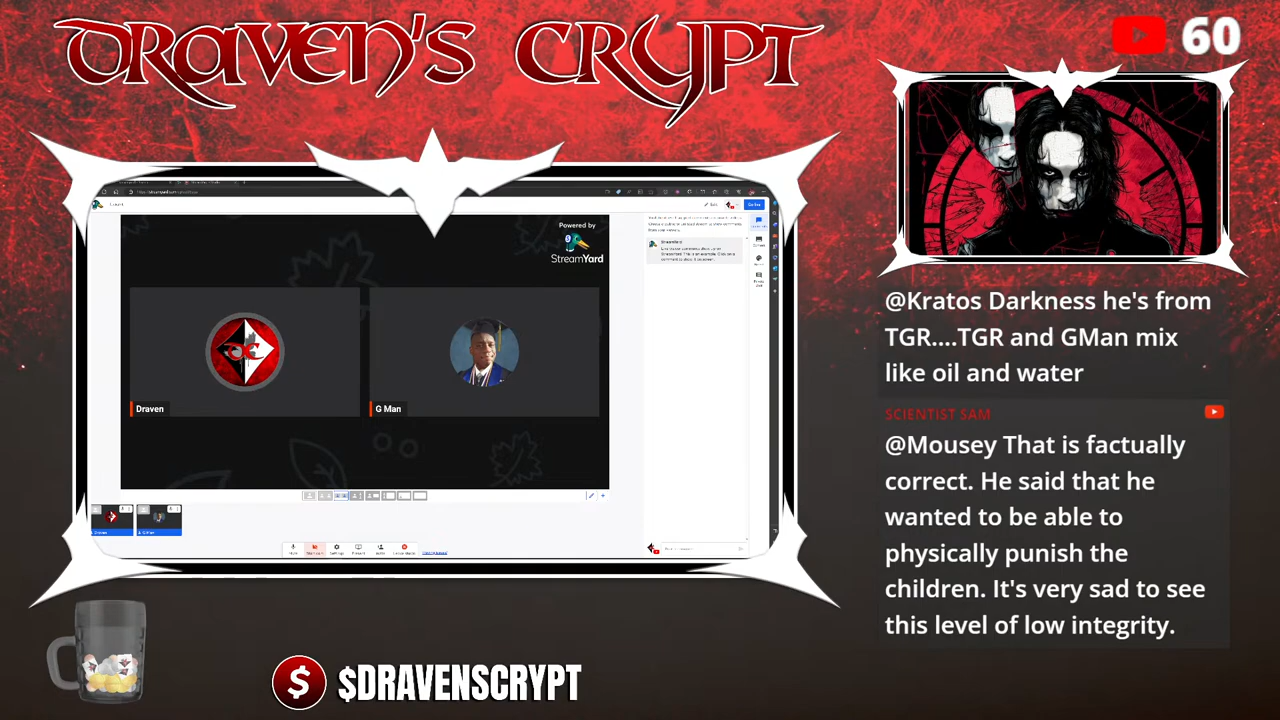 DRAVEN'S CRYPT
60
Powered by
StreamYard
Draven
G Man
@Kratos Darkness he's from
TGR....TGR and GMan mix
like oil and water
SCIENTIST SAM
@Mousey That is factually
correct. He said that he
wanted to be able to
physically punish the
children. It's very sad to see
this level of low integrity.
$
$DRAVENSCRYPT